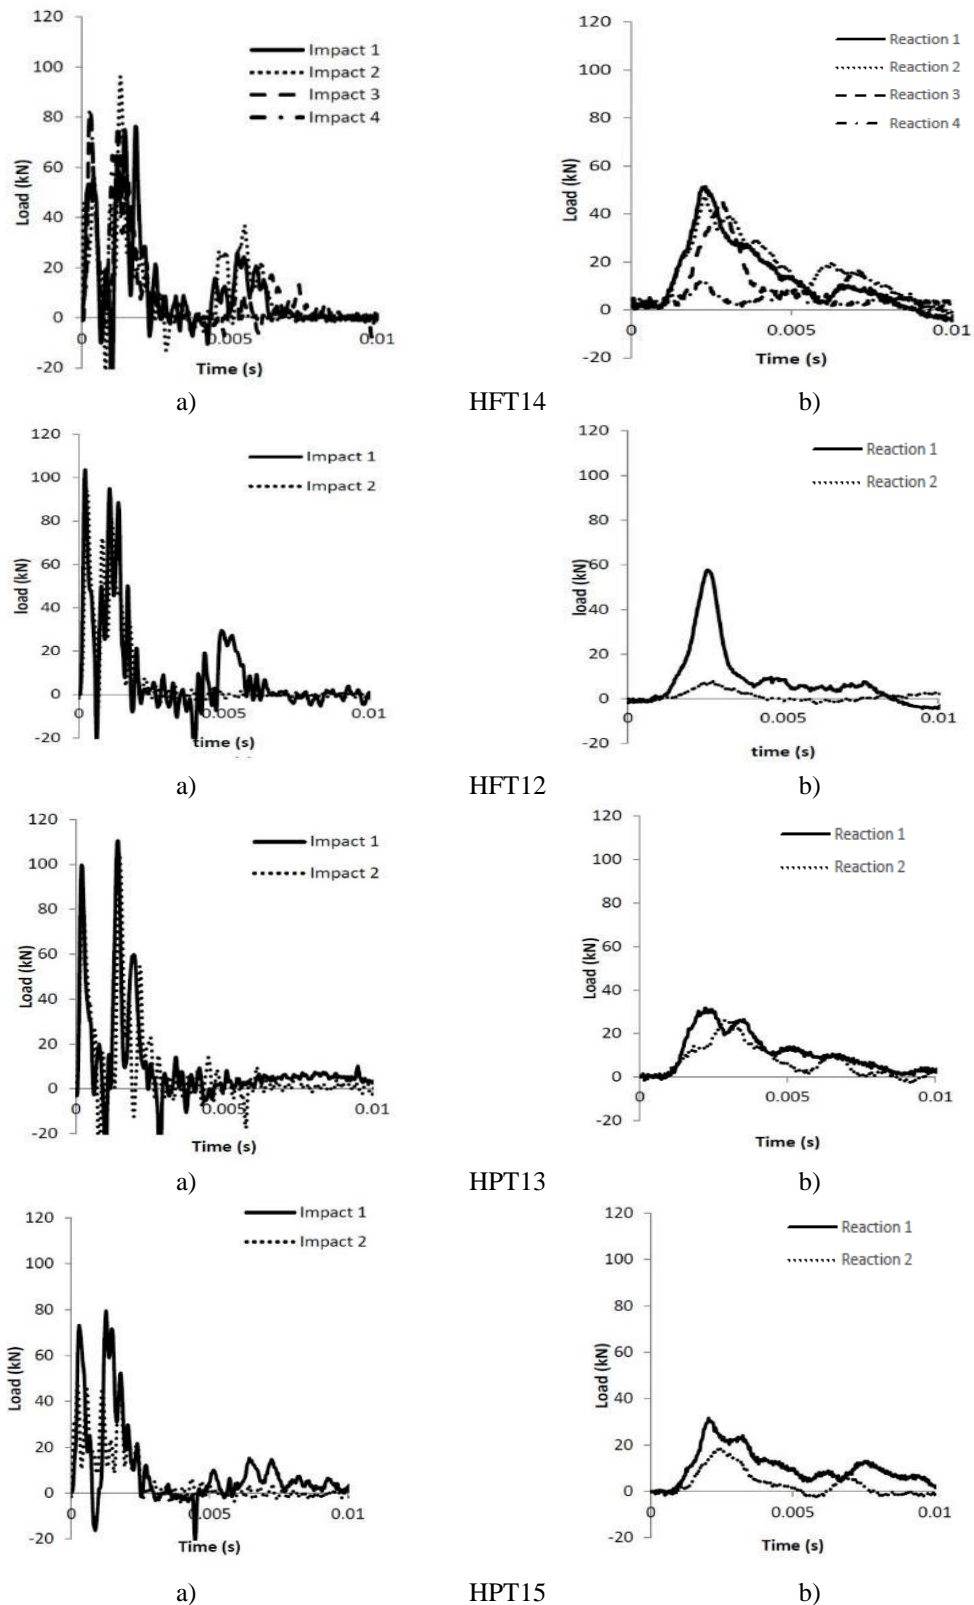 120
100
80
60
40
20
0
-20
Load (kN)
Impact 1
Impact 2
Impact 3
Impact 4
0
0.005
0.01
Time (s)
120
100
80
60
40
20
0
-20
Load (kN)
Reaction 1
Reaction 2
Reaction 3
Reaction 4
0
0.005
0.01
Time (s)
a) HFT14 b)
120
100
80
60
40
20
0
-20
load (kN)
Impact 1
Impact 2
0
0.005
0.01
time (s)
120
100
80
60
40
20
0
-20
load (kN)
Reaction 1
Reaction 2
0
0.005
0.01
time (s)
a) HFT12 b)
120
100
80
60
40
20
0
-20
Load (kN)
Impact 1
Impact 2
0
0.005
0.01
Time (s)
120
100
80
60
40
20
0
-20
Load (kN)
Reaction 1
Reaction 2
0
0.005
0.01
Time (s)
a) HPT13 b)
120
100
80
60
40
20
0
-20
Load (kN)
Impact 1
Impact 2
0
0.005
0.01
Time (s)
120
100
80
60
40
20
0
-20
Load (kN)
Reaction 1
Reaction 2
0
0.005
0.01
Time (s)
a) HPT15 b)